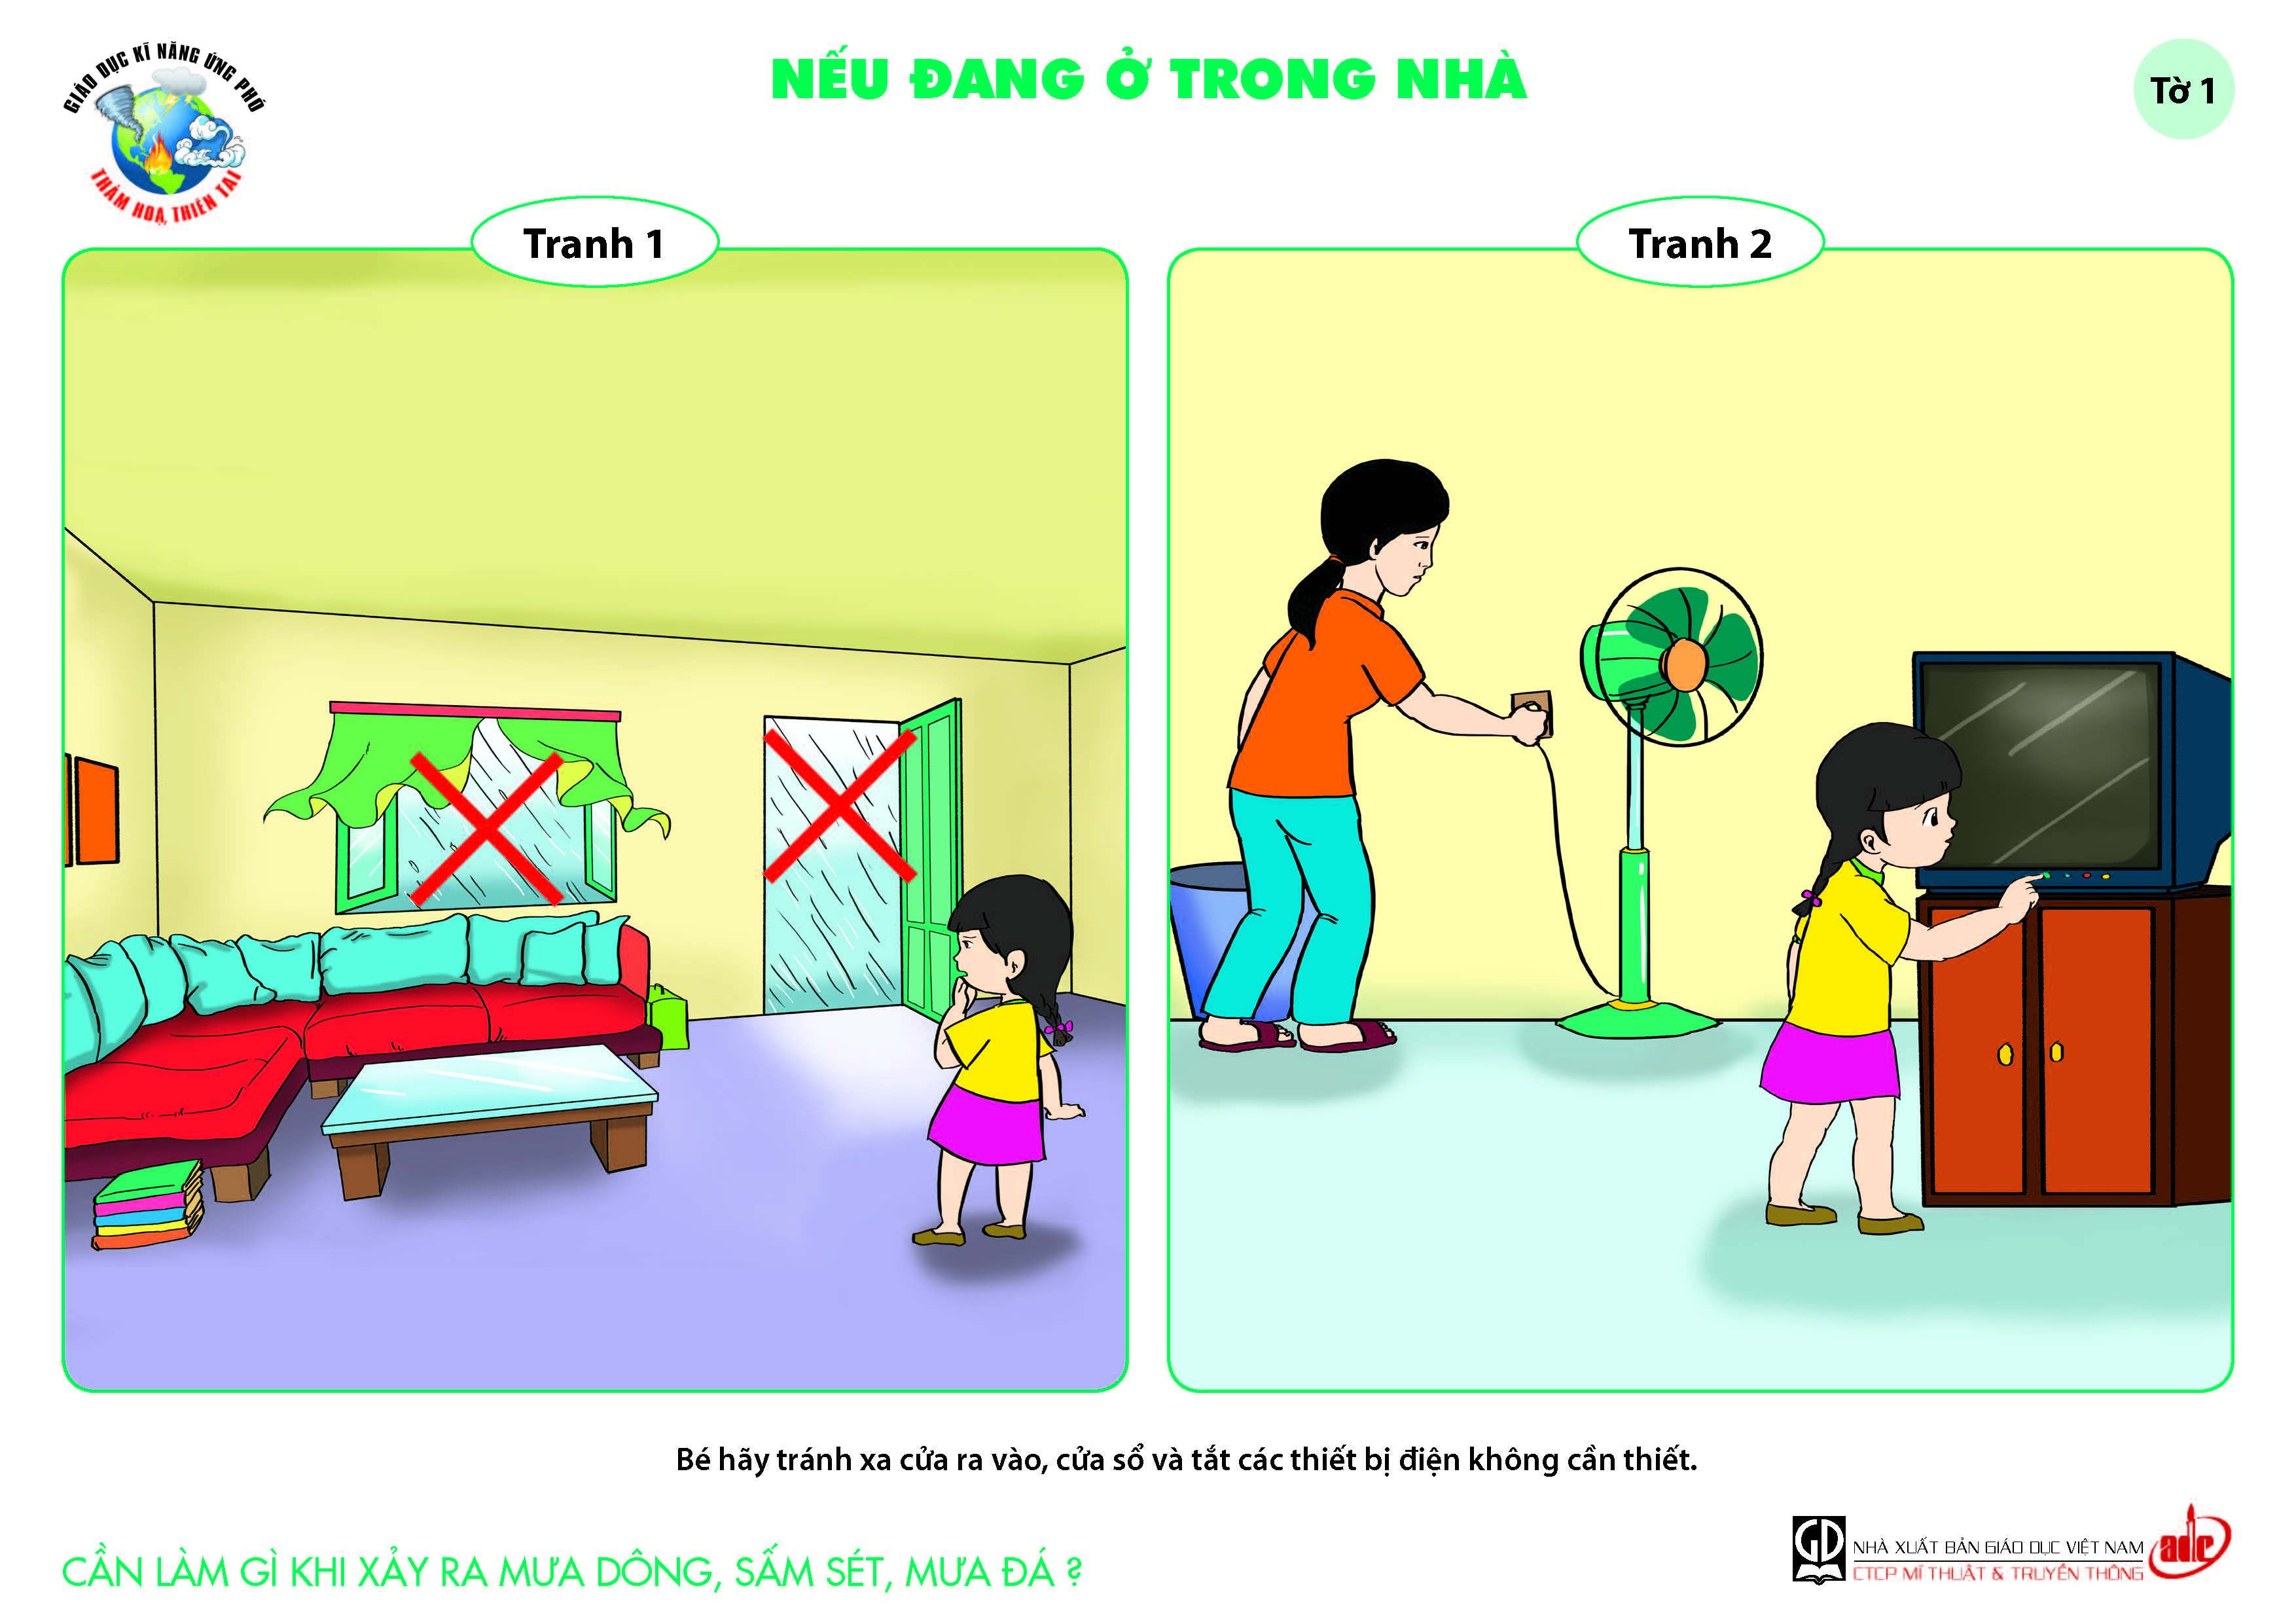 GIÁO DỤC KĨ NĂNG ỨNG PHÓ
THẢM HOẠ, THIÊN TAI
NẾU ĐANG Ở TRONG NHÀ
Tờ 1
Tranh 1
Tranh 2
Bé hãy tránh xa cửa ra vào, cửa sổ và tắt các thiết bị điện không cần thiết.
CẦN LÀM GÌ KHI XẢY RA MƯA DÔNG, SẤM SÉT, MƯA ĐÁ ?
GD
NHÀ XUẤT BẢN GIÁO DỤC VIỆT NAM
CTCP MĨ THUẬT & TRUYỀN THÔNG
adc